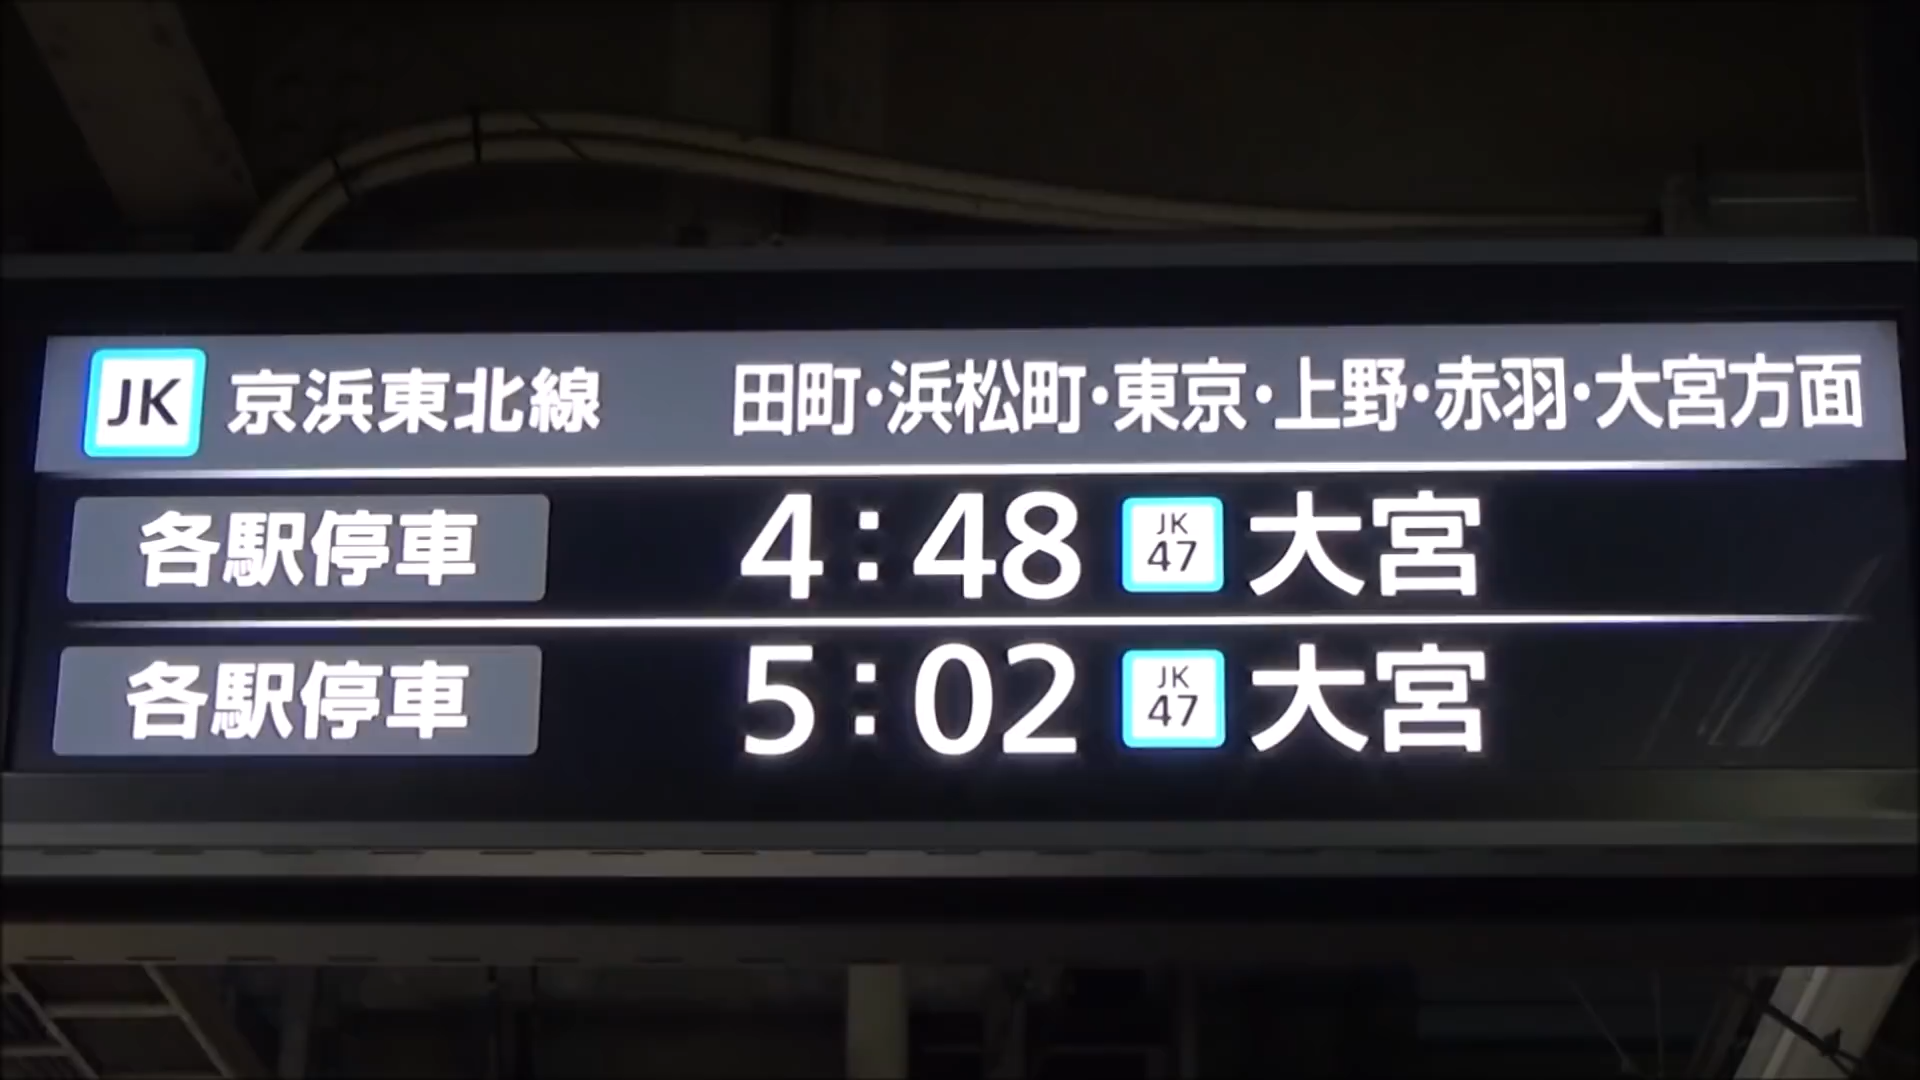 JK 京浜東北線 田町・浜松町・東京・上野・赤羽・大宮方面
各駅停車 4:48 JK 47 大宮
各駅停車 5:02 JK 47 大宮